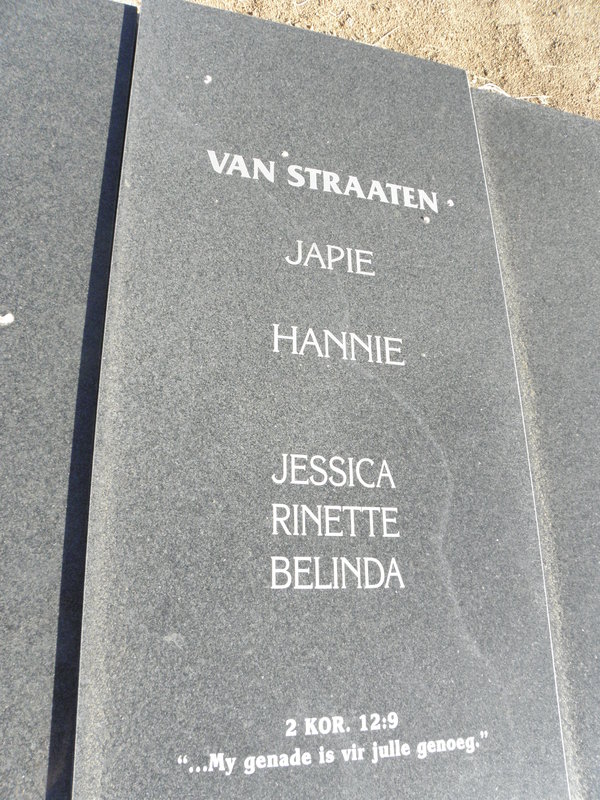 VAN STRAATEN
JAPIE
HANNIE
JESSICA
RINETTE
BELINDA
2 KOR. 12:9
“...My genade is vir julle genoeg.”